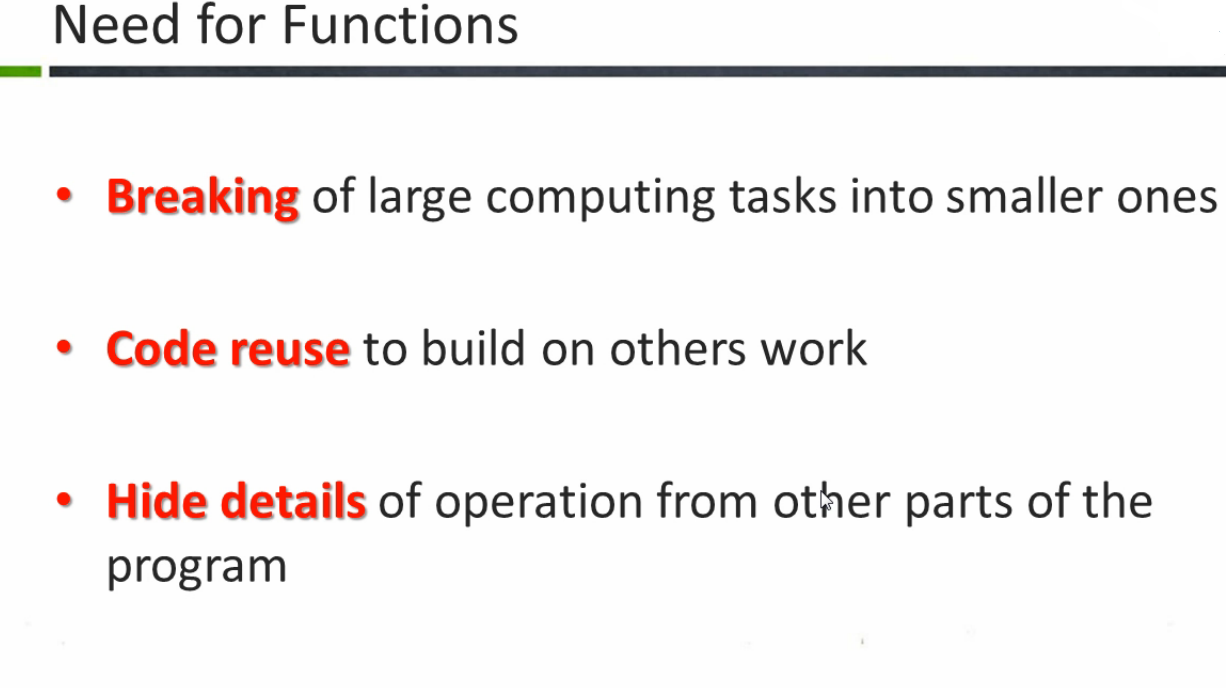 Need for Functions
• Breaking of large computing tasks into smaller ones
• Code reuse to build on others work
• Hide details of operation from other parts of the
program